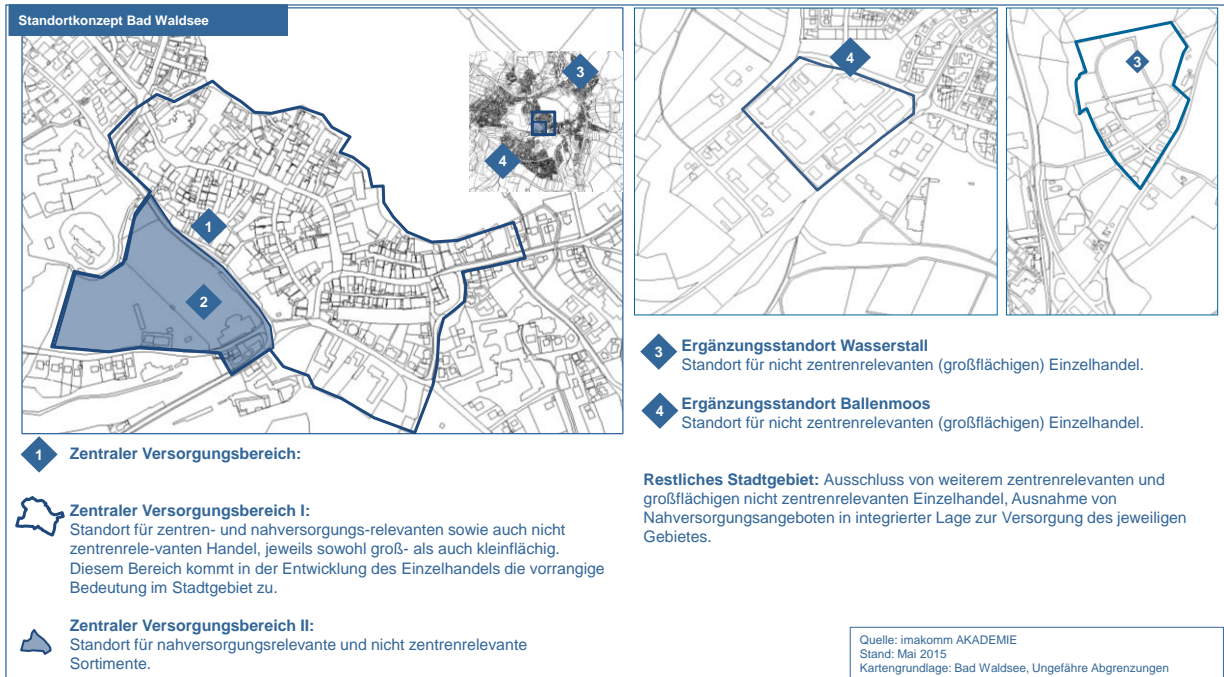 Standortkonzept Bad Waldsee
1
2
3
4
4
3
1 Zentraler Versorgungsbereich:
Zentraler Versorgungsbereich I:
Standort für zentren- und nahversorgungs-relevanten sowie auch nicht
zentrenrele-vanten Handel, jeweils sowohl groß- als auch kleinflächig.
Diesem Bereich kommt in der Entwicklung des Einzelhandels die vorrangige
Bedeutung im Stadtgebiet zu.
Zentraler Versorgungsbereich II:
Standort für nahversorgungsrelevante und nicht zentrenrelevante
Sortimente.
3 Ergänzungsstandort Wasserstall
Standort für nicht zentrenrelevanten (großflächigen) Einzelhandel.
4 Ergänzungsstandort Ballenmoos
Standort für nicht zentrenrelevanten (großflächigen) Einzelhandel.
Restliches Stadtgebiet: Ausschluss von weiterem zentrenrelevanten und
großflächigen nicht zentrenrelevanten Einzelhandel, Ausnahme von
Nahversorgungsangeboten in integrierter Lage zur Versorgung des jeweiligen
Gebietes.
Quelle: imakomm AKADEMIE
Stand: Mai 2015
Kartengrundlage: Bad Waldsee, Ungefähre Abgrenzungen